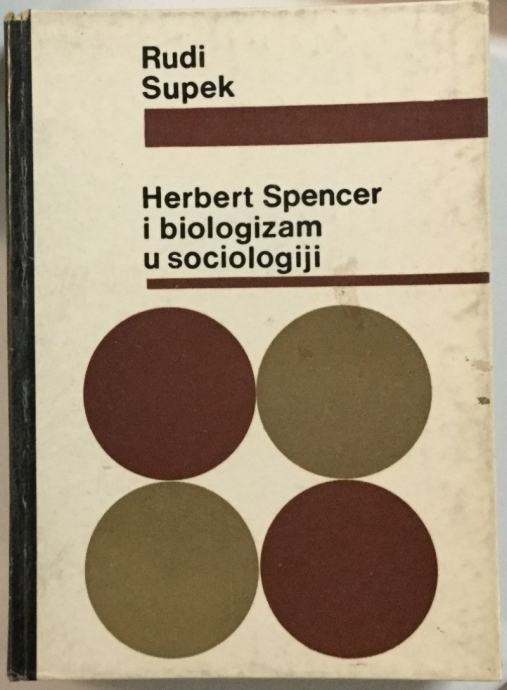 Rudi
Supek
Herbert Spencer
i biologizam
u sociologiji